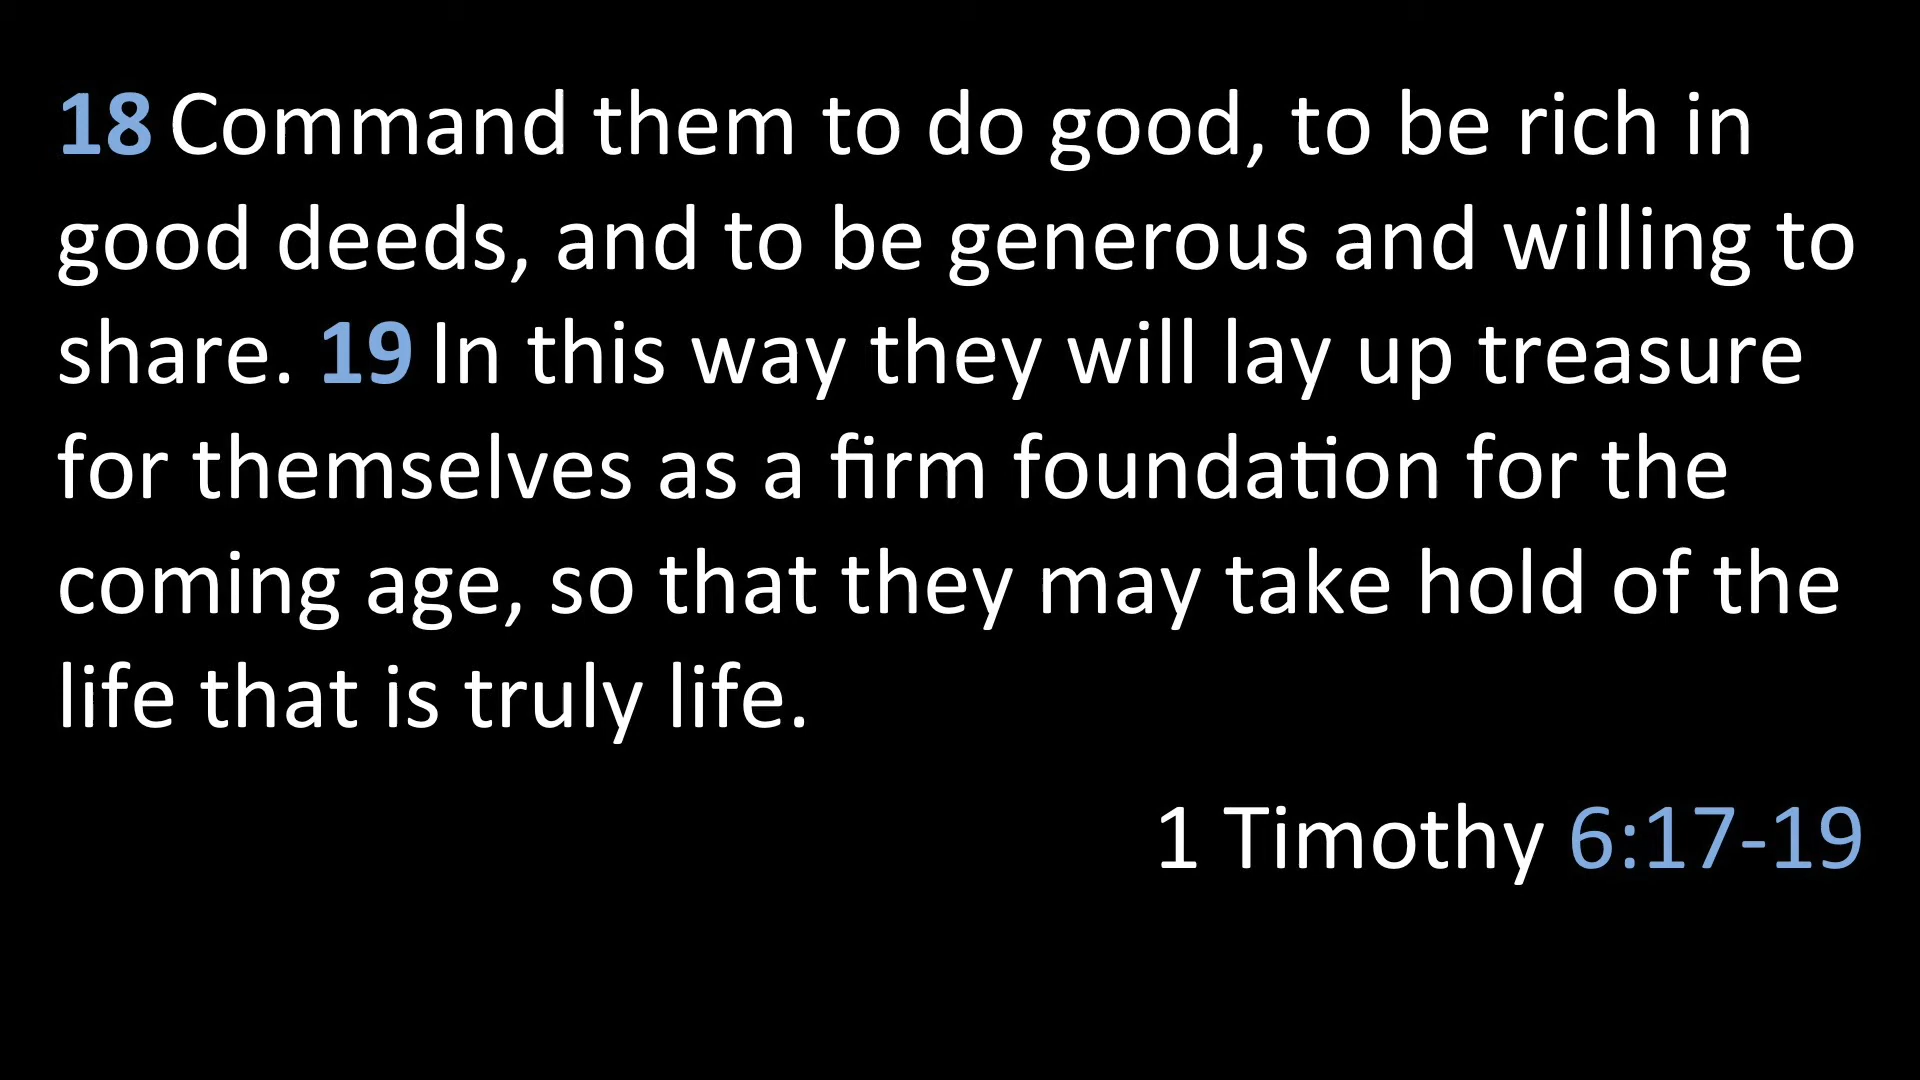 18 Command them to do good, to be rich in
good deeds, and to be generous and willing to
share. 19 In this way they will lay up treasure
for themselves as a firm foundation for the
coming age, so that they may take hold of the
life that is truly life.
1 Timothy 6:17-19